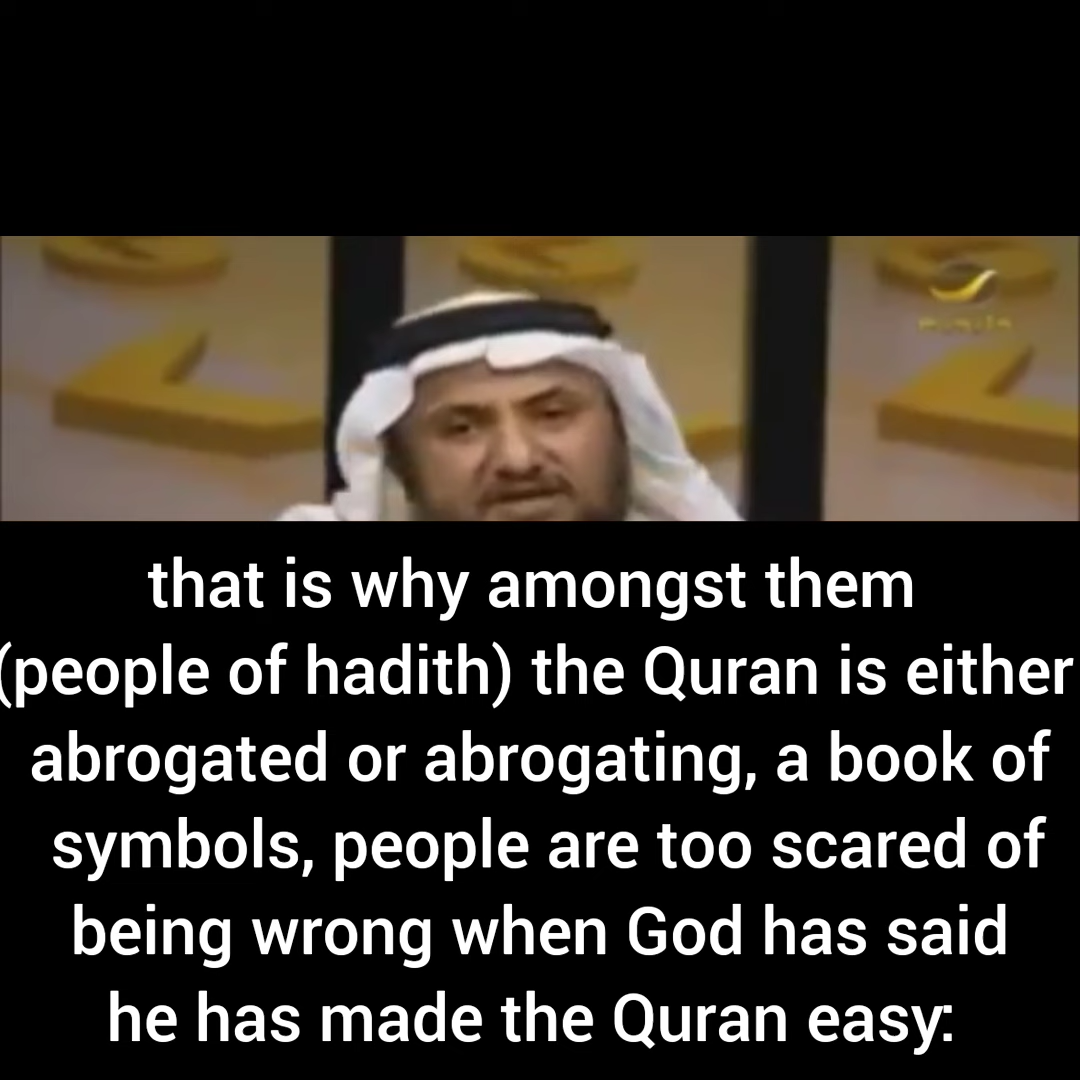 that is why amongst them
(people of hadith) the Quran is either
abrogated or abrogating, a book of
symbols, people are too scared of
being wrong when God has said
he has made the Quran easy: